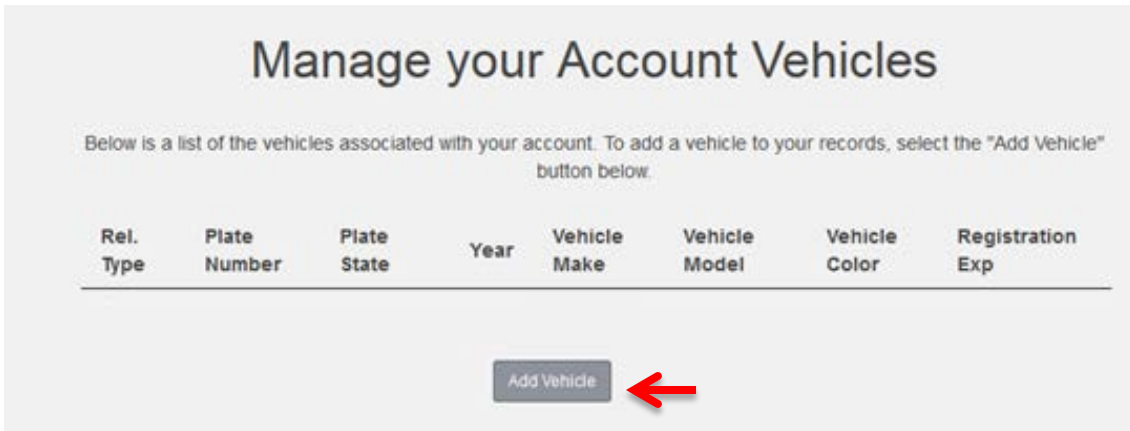 Manage your Account Vehicles
Below is a list of the vehicles associated with your account. To add a vehicle to your records, select the "Add Vehicle"
button below.
Rel. Type Plate Number Plate State Year Vehicle Make Vehicle Model Vehicle Color Registration Exp
Add Vehicle